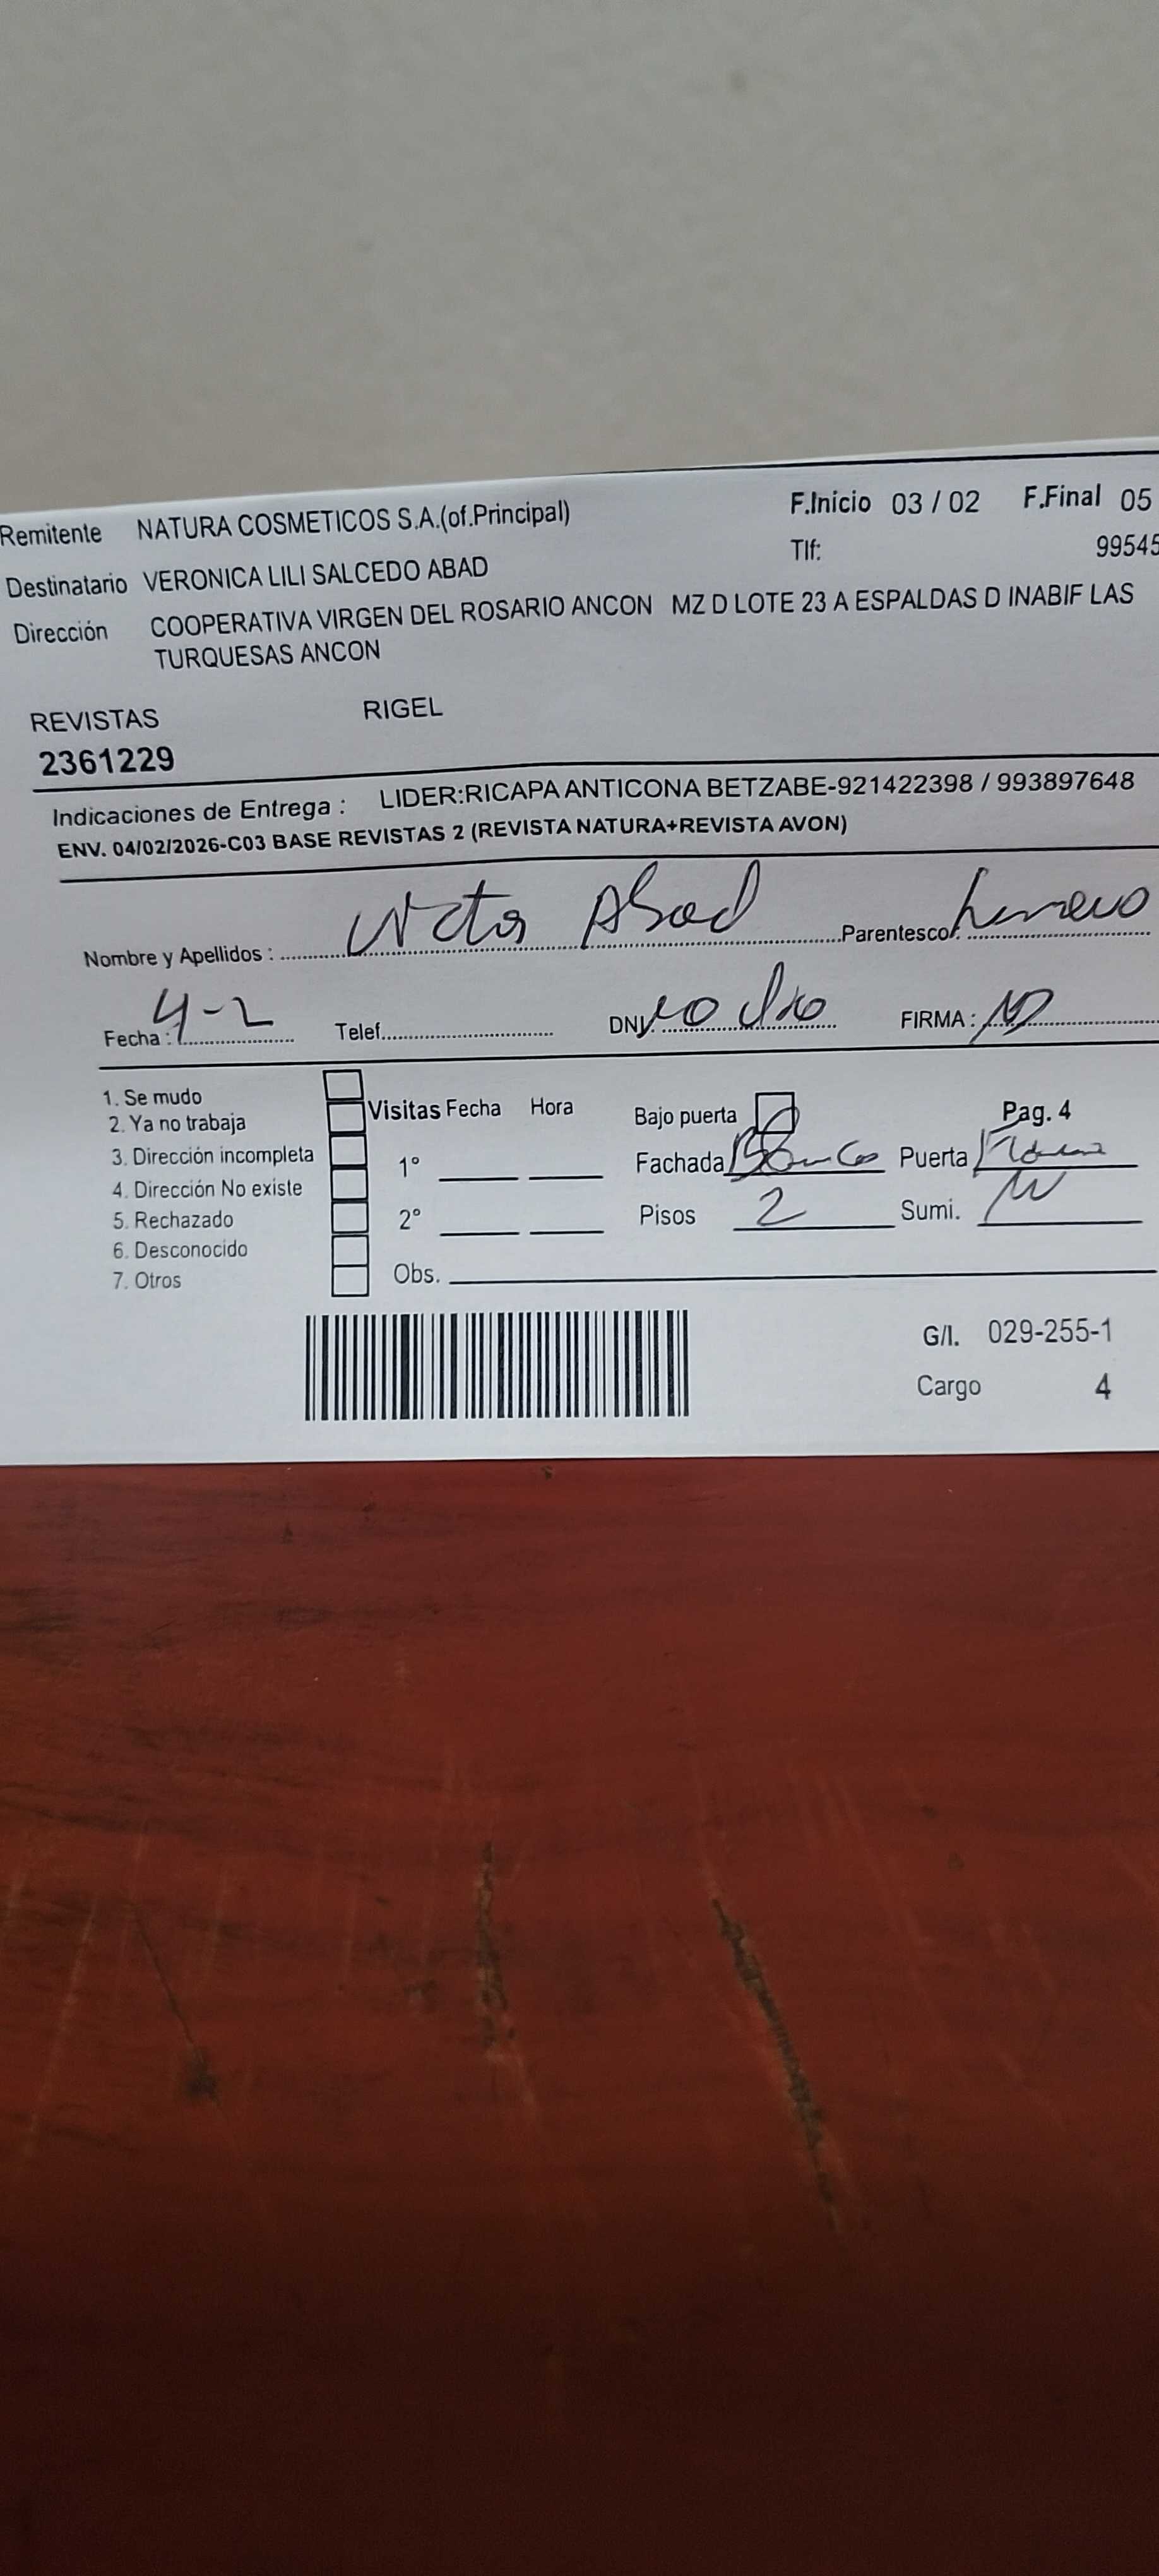 Remitente NATURA COSMETICOS S.A.(of.Principal) F.Inicio 03 / 02 F.Final 05
Destinatario VERONICA LILI SALCEDO ABAD Tlf: 99545
Dirección COOPERATIVA VIRGEN DEL ROSARIO ANCON MZ D LOTE 23 A ESPALDAS D INABIF LAS
TURQUESAS ANCON
REVISTAS RIGEL
2361229
Indicaciones de Entrega : LIDER:RICAPA ANTICONA BETZABE-921422398 / 993897648
ENV. 04/02/2026-C03 BASE REVISTAS 2 (REVISTA NATURA+REVISTA AVON)
Nombre y Apellidos : Victor Abad Parentesco:
Fecha : 4-2 Telef. DNI no dio FIRMA :
1. Se mudo
2. Ya no trabaja Visitas Fecha Hora Bajo puerta Pag. 4
3. Dirección incompleta 1° Fachada Blanca Puerta
4. Dirección No existe
5. Rechazado 2° Pisos 2 Sumi.
6. Desconocido
7. Otros Obs.
G/I. 029-255-1
Cargo 4